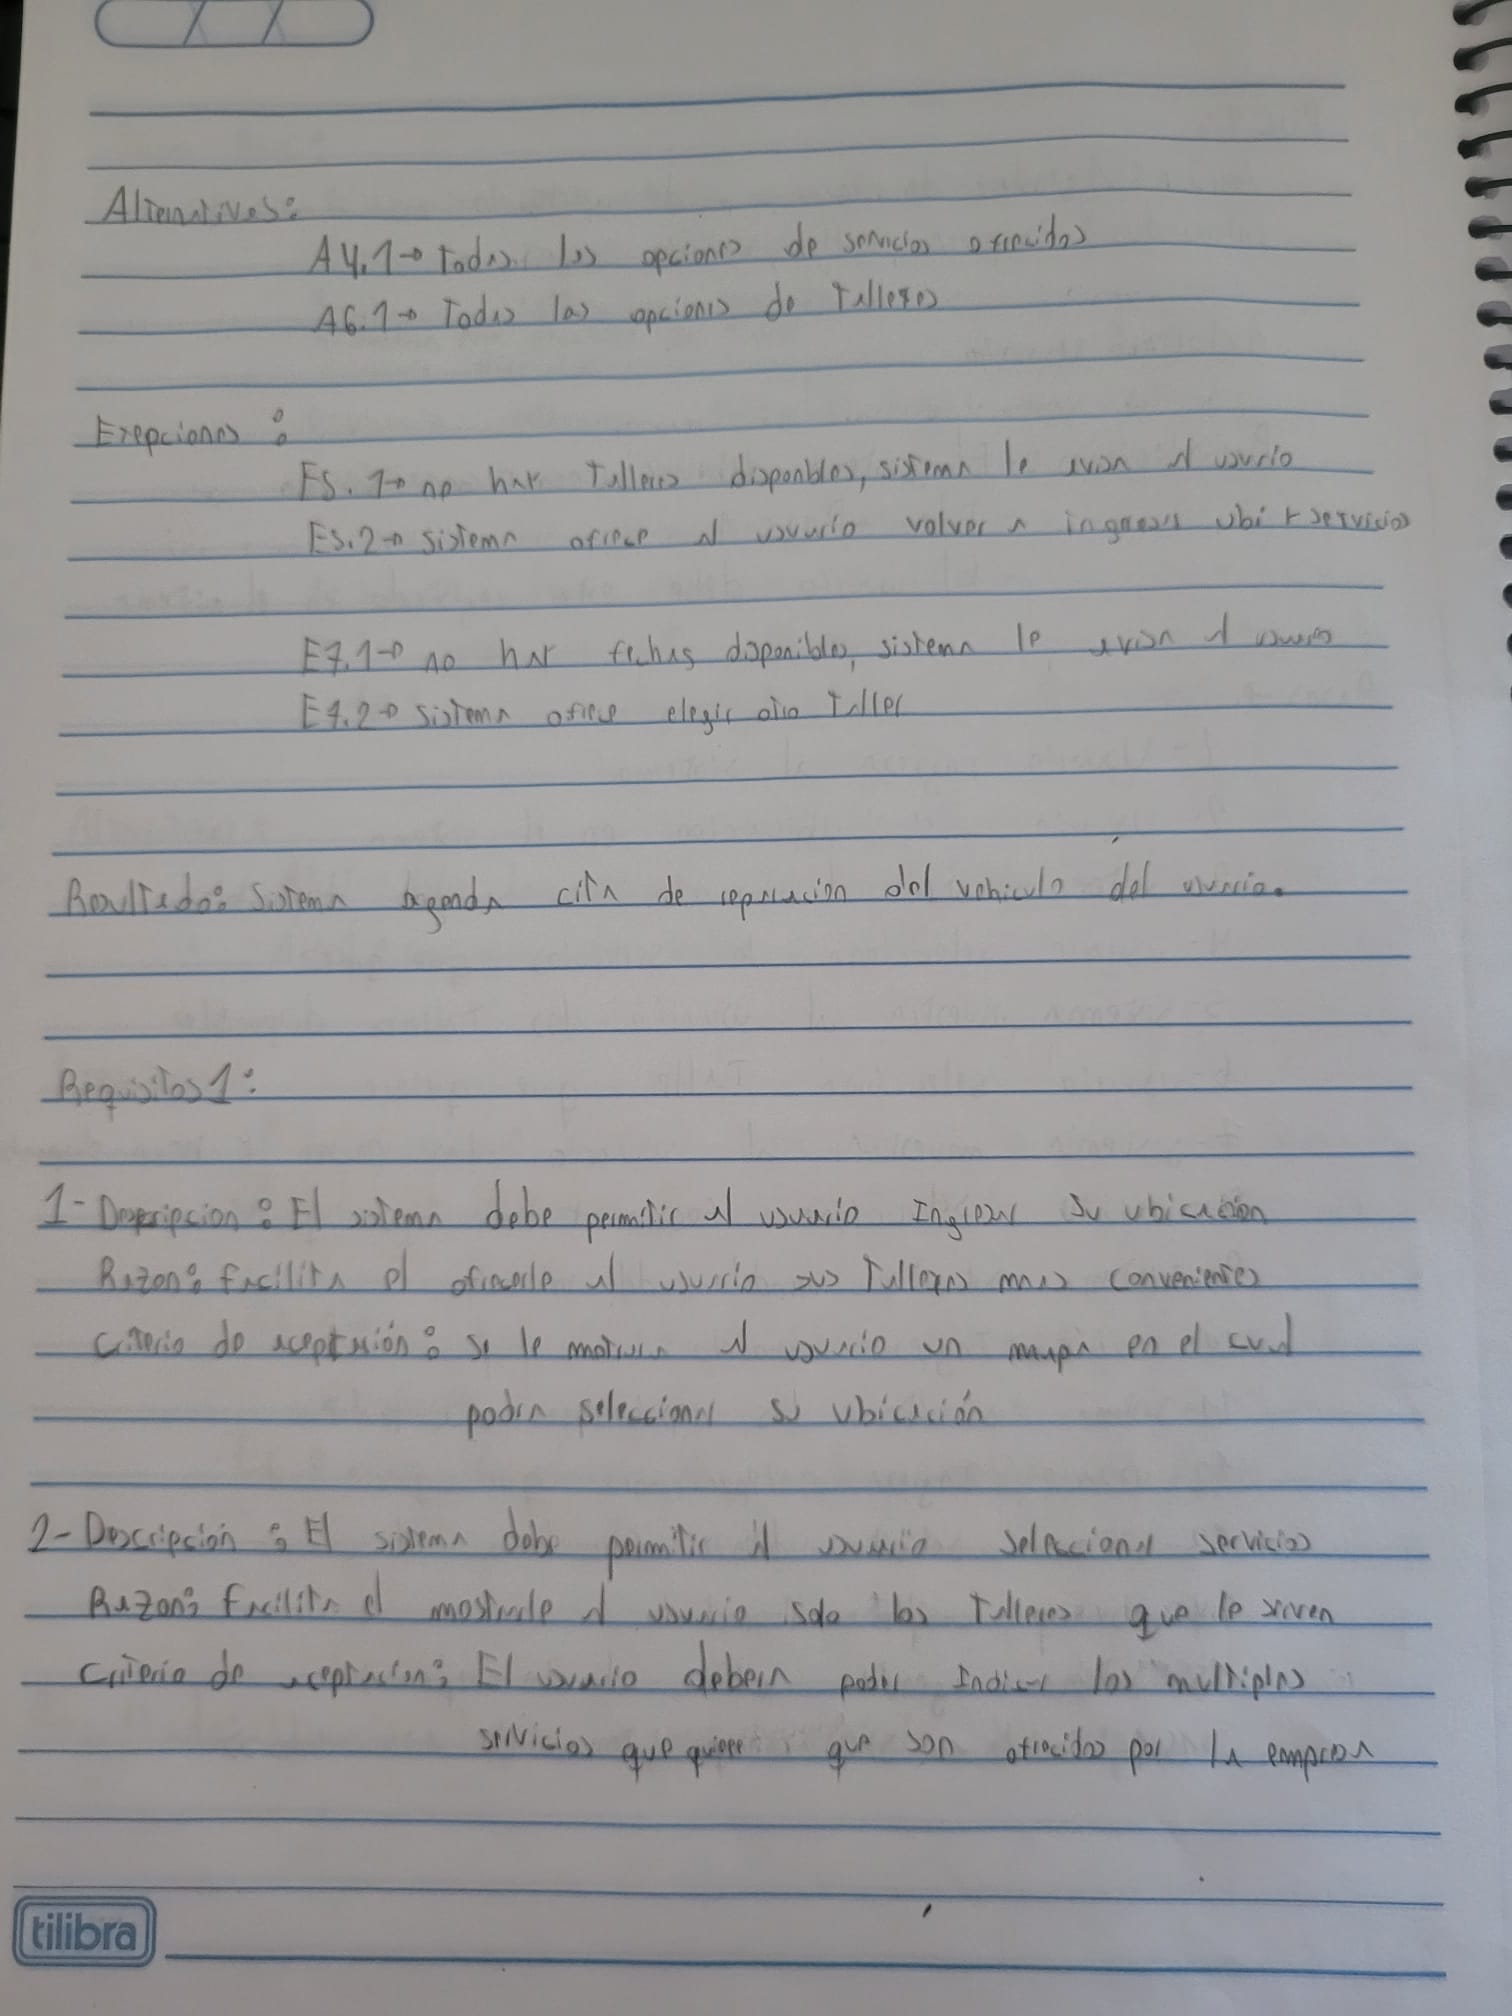 Alternativas:
A4.1→ Todas las opciones de servicios ofrecidos
A6.1→ Todas las opciones de Talleres
Exepciones:
E5.1→ no hay Talleres disponbles, sistema le avisa al usurio
E5.2→ sistema ofrece al usuario volver a ingresar ubi y servicios
E7.1→ no hay fechas disponibles, sistema le avisa al usuario
E7.2→ sistema ofrece elegir otro Taller
Resultado: Sistema agenda cita de reparacion del vehiculo del usuario.
Requisitos 1:
1- Descripcion: El sistema debe permitir al usuario Ingresar su ubicación
Razon: facilita el ofrecerle al usuario sus Talleres mas convenientes
Criterio de aceptación: se le motrara al usuario un mapa en el cual
podra seleccionar su ubicación
2- Descripción: El sistema debe permitir al usuario seleccionar servicios
Razon: facilita el mostrarle al usuario solo los Talleres que le sirven
Criterio de aceptacion: El usuario debera poder Indicar los multiples
servicios que quiere que son ofrecidos por la empresa
tilibra